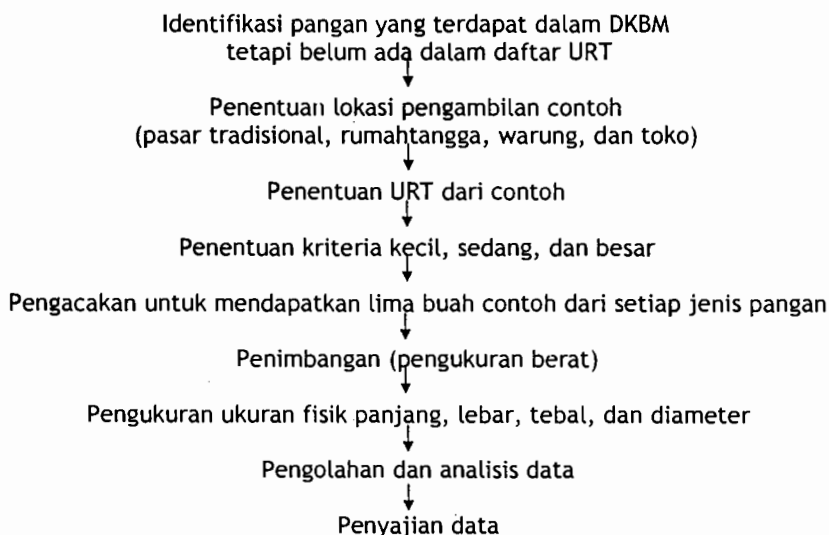 Identifikasi pangan yang terdapat dalam DKBM
tetapi belum ada dalam daftar URT
Penentuan lokasi pengambilan contoh
(pasar tradisional, rumahtangga, warung, dan toko)
Penentuan URT dari contoh
Penentuan kriteria kecil, sedang, dan besar
Pengacakan untuk mendapatkan lima buah contoh dari setiap jenis pangan
Penimbangan (pengukuran berat)
Pengukuran ukuran fisik panjang, lebar, tebal, dan diameter
Pengolahan dan analisis data
Penyajian data